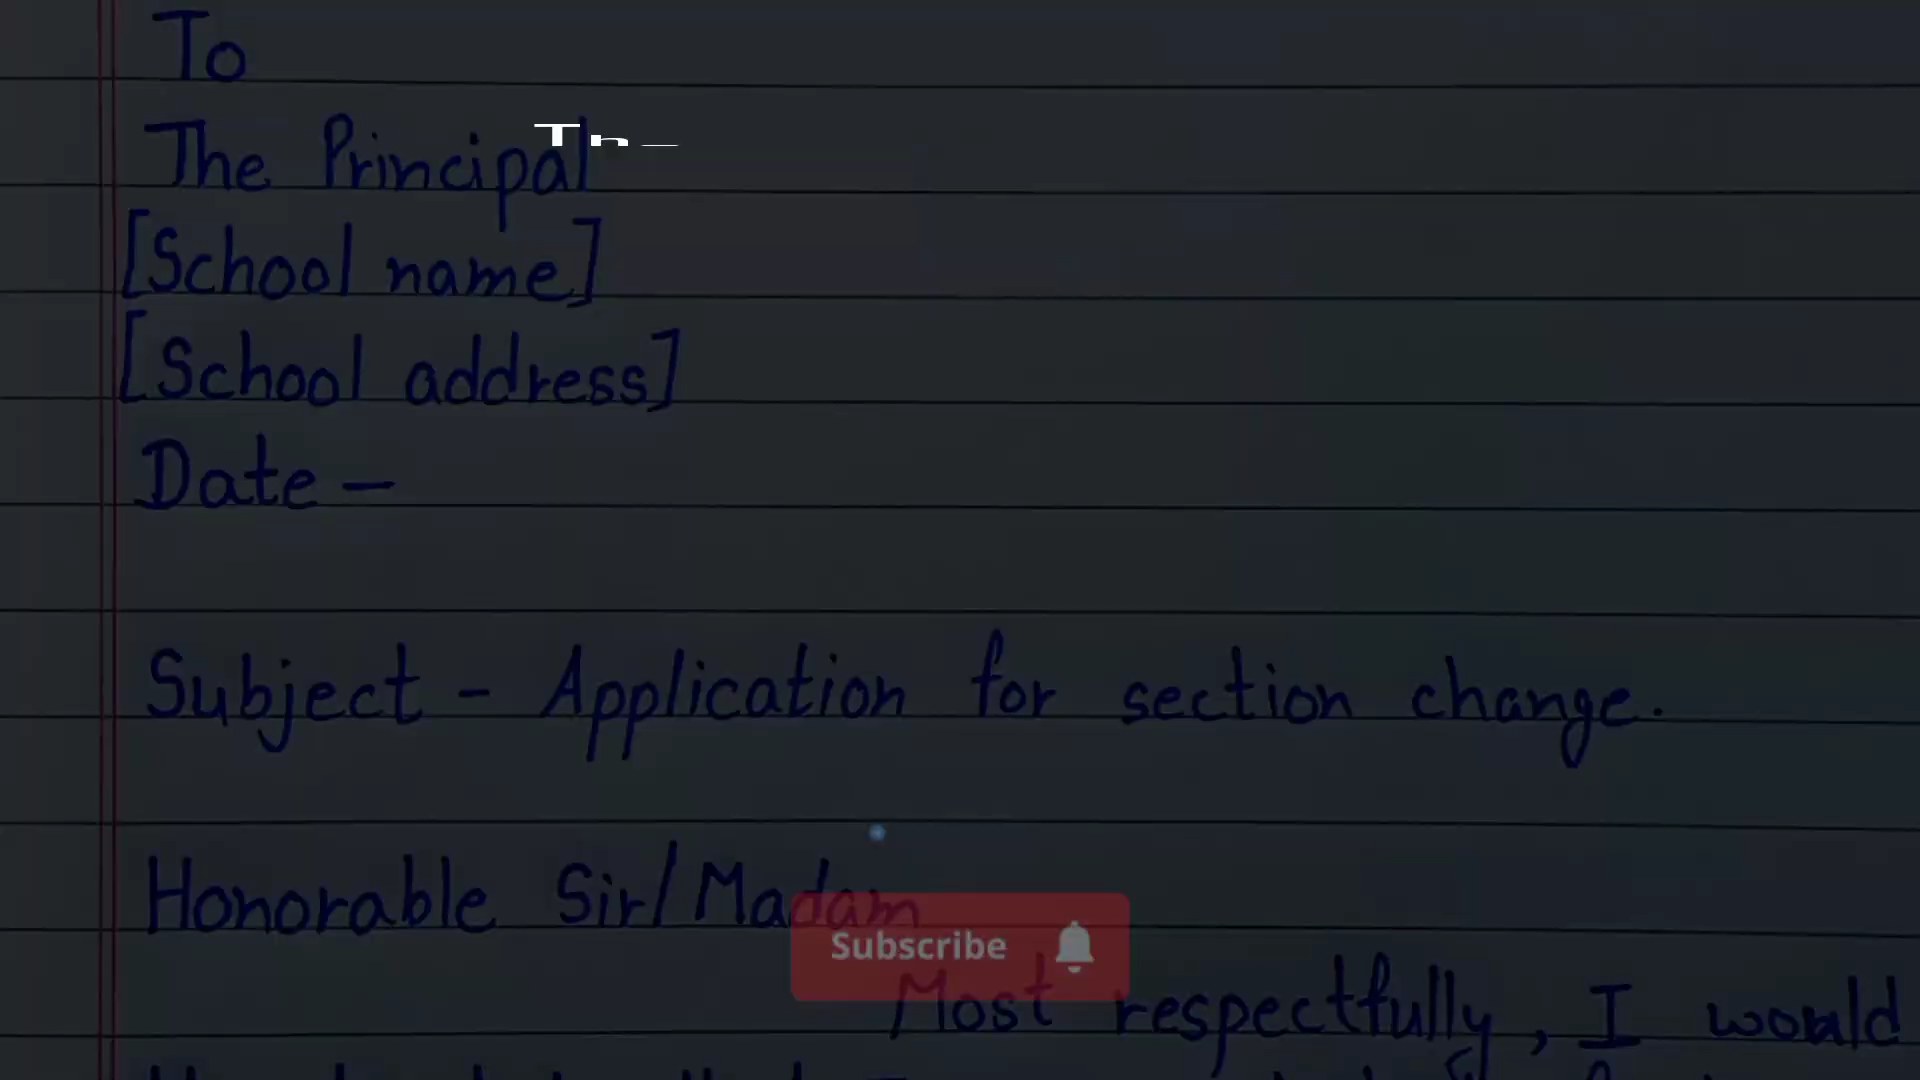 To
The Principal
[School name]
[School address]
Date -
Subject - Application for section change.
Honorable Sir/Madam
Subscribe
Most respectfully, I would